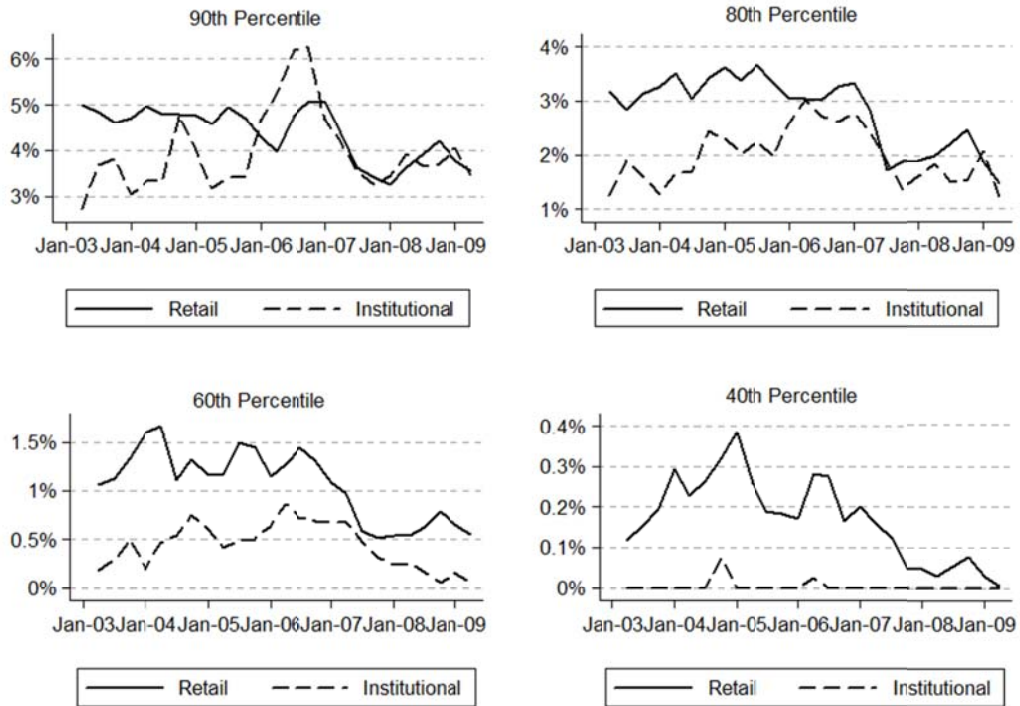 90th Percentile
6%
5%
4%
3%
Jan-03 Jan-04 Jan-05 Jan-06 Jan-07 Jan-08 Jan-09
Retail Institutional
80th Percentile
4%
3%
2%
1%
Jan-03 Jan-04 Jan-05 Jan-06 Jan-07 Jan-08 Jan-09
Retail Institutional
60th Percentile
1.5%
1%
0.5%
0%
Jan-03 Jan-04 Jan-05 Jan-06 Jan-07 Jan-08 Jan-09
Retail Institutional
40th Percentile
0.4%
0.3%
0.2%
0.1%
0%
Jan-03 Jan-04 Jan-05 Jan-06 Jan-07 Jan-08 Jan-09
Retail Institutional